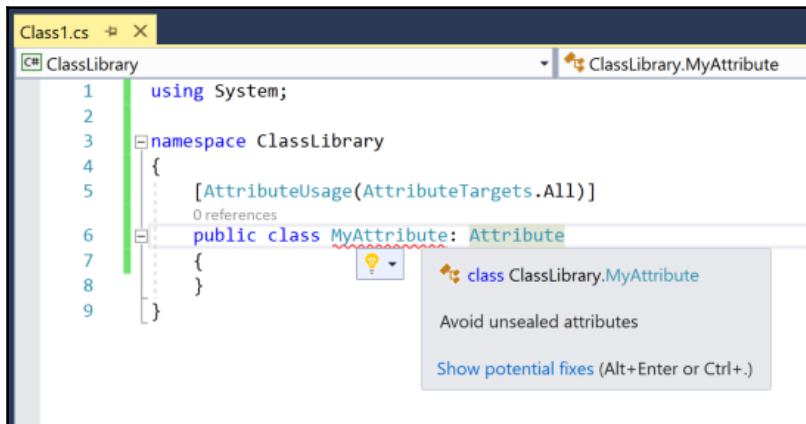 Class1.cs
C# ClassLibrary ClassLibrary.MyAttribute
1 using System;
2
3 namespace ClassLibrary
4 {
5 [AttributeUsage(AttributeTargets.All)]
0 references
6 public class MyAttribute: Attribute
7 {
8 }
9 }
class ClassLibrary.MyAttribute
Avoid unsealed attributes
Show potential fixes (Alt+Enter or Ctrl+.)